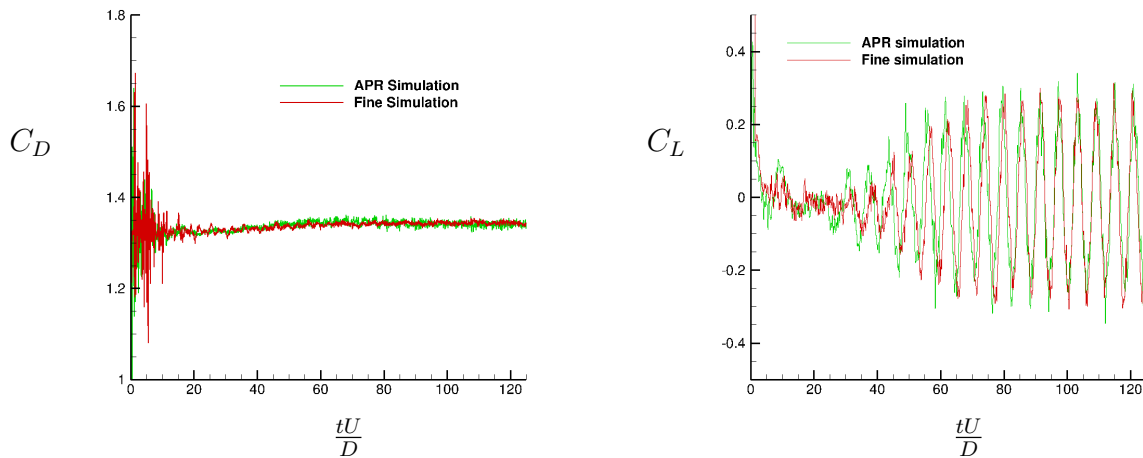 1.8
1.6
1.4
1.2
1
0 20 40 60 80 100 120
APR Simulation
Fine Simulation
C_D
tU
D
0.4
0.2
0
-0.2
-0.4
0 20 40 60 80 100 120
APR simulation
Fine simulation
C_L
tU
D